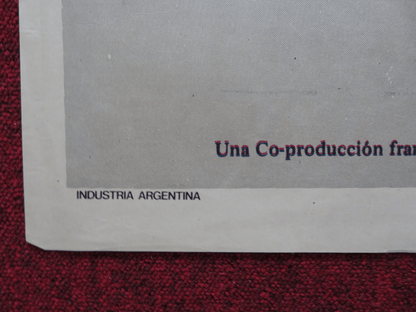 Una Co-producción fran
INDUSTRIA ARGENTINA